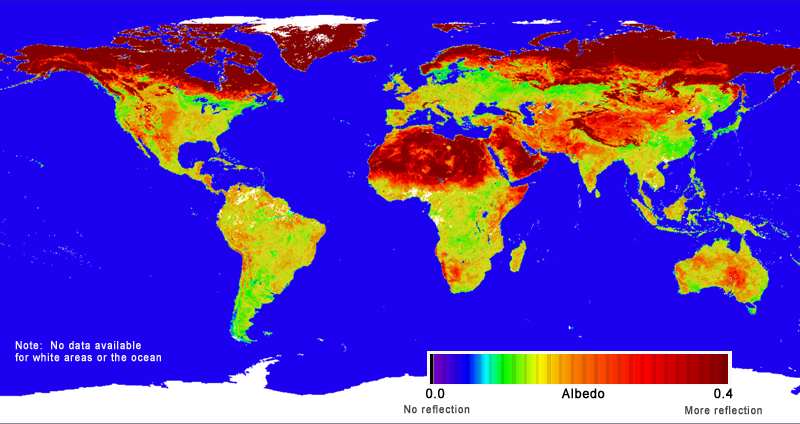 Note:  No data available
for white areas or the ocean
0.0 Albedo 0.4
No reflection More reflection